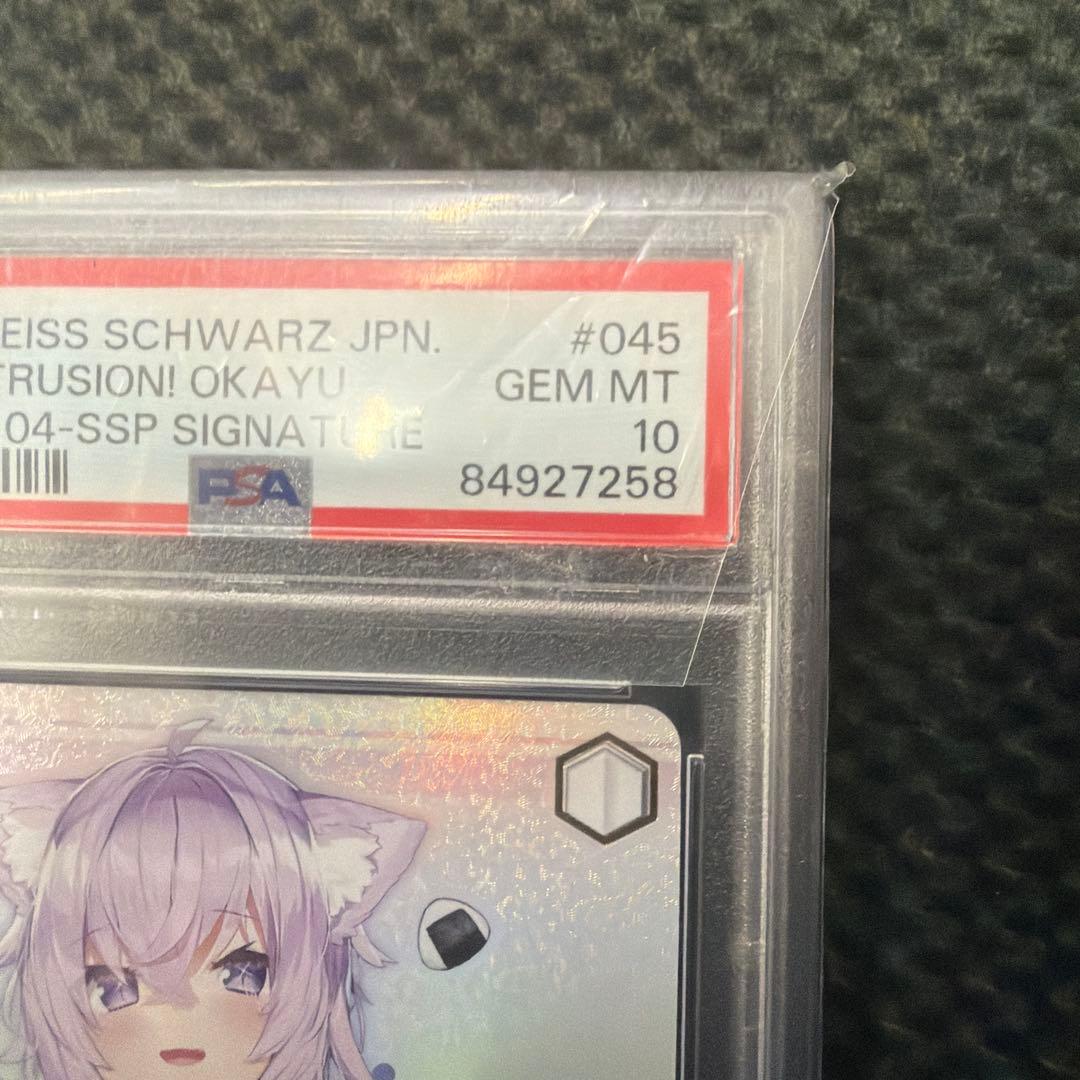 EISS SCHWARZ JPN. #045
TRUSION! OKAYU GEM MT
04-SSP SIGNATURE 10
84927258
PSA